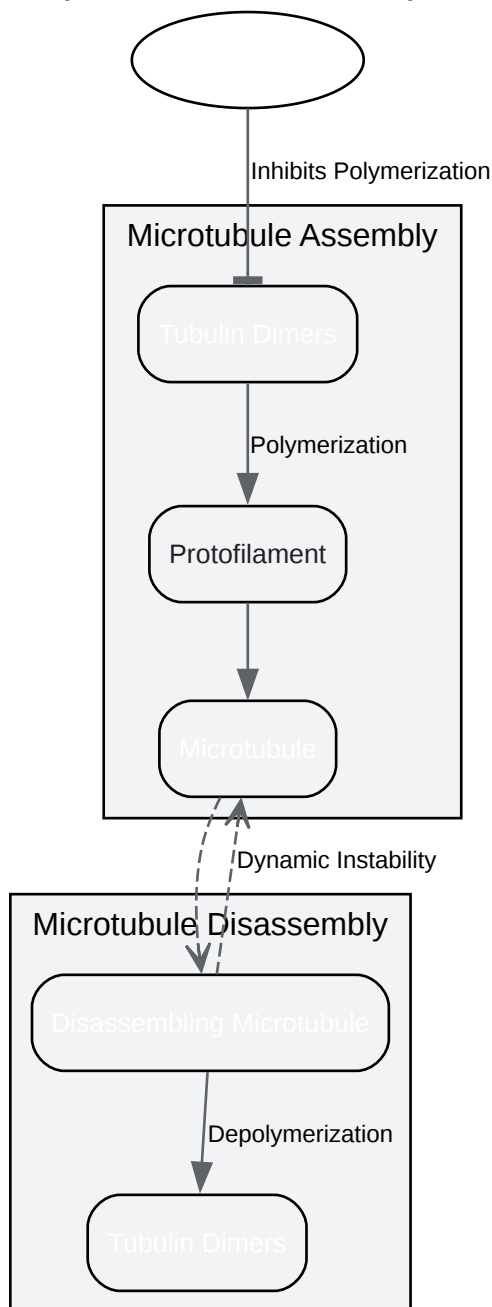 Inhibits Polymerization
Microtubule Assembly
Tubulin Dimers
Polymerization
Protofilament
Microtubule
Dynamic Instability
Microtubule Disassembly
Disassembling Microtubule
Depolymerization
Tubulin Dimers